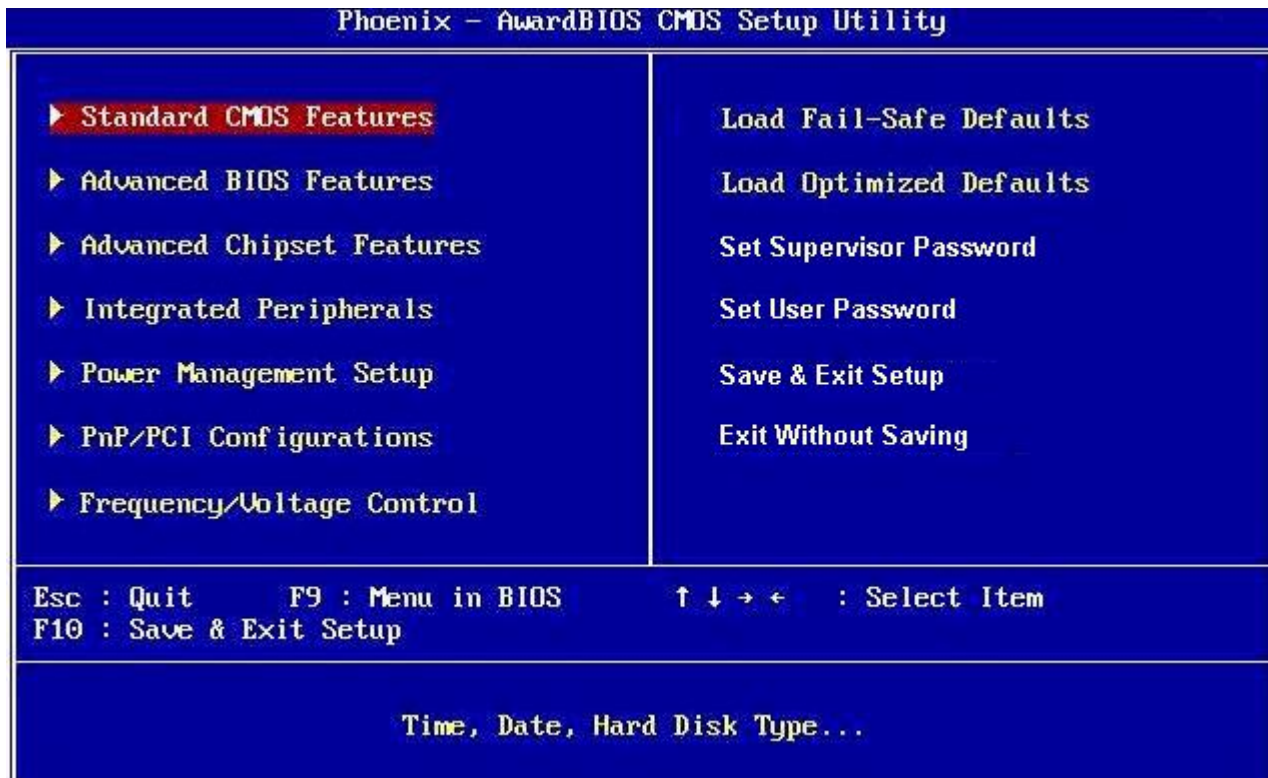 Phoenix - AwardBIOS CMOS Setup Utility
Standard CMOS Features
Advanced BIOS Features
Advanced Chipset Features
Integrated Peripherals
Power Management Setup
PnP/PCI Configurations
Frequency/Voltage Control
Load Fail-Safe Defaults
Load Optimized Defaults
Set Supervisor Password
Set User Password
Save & Exit Setup
Exit Without Saving
Esc : Quit F9 : Menu in BIOS ↑ ↓ → ← : Select Item
F10 : Save & Exit Setup
Time, Date, Hard Disk Type...